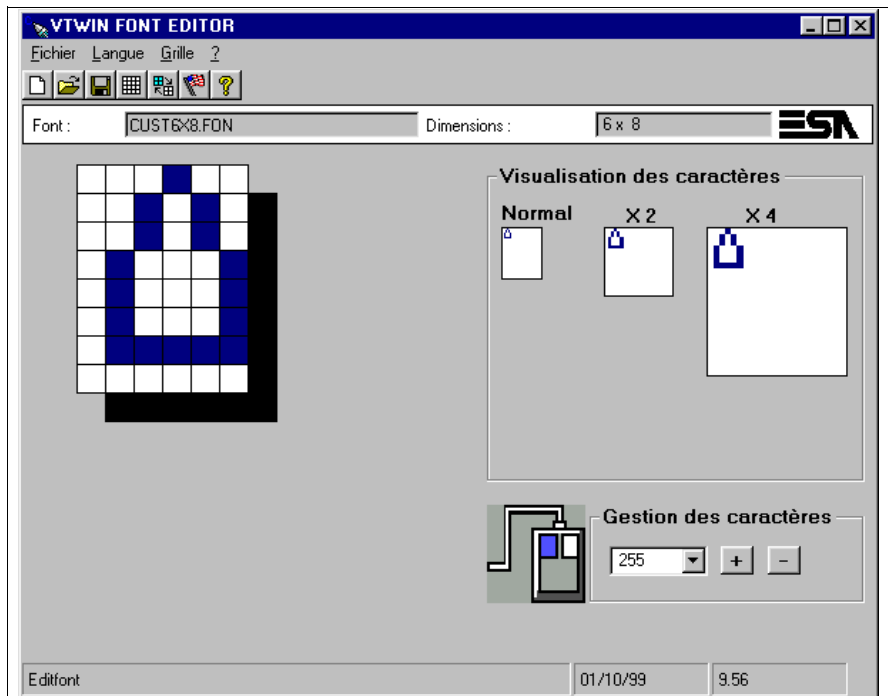 VTWIN FONT EDITOR
Fichier Langue Grille ?
Font : CUST6X8.FON Dimensions : 6 x 8 ESA
Visualisation des caractères
Normal X 2 X 4
Gestion des caractères
255 + -
Editfont 01/10/99 9.56